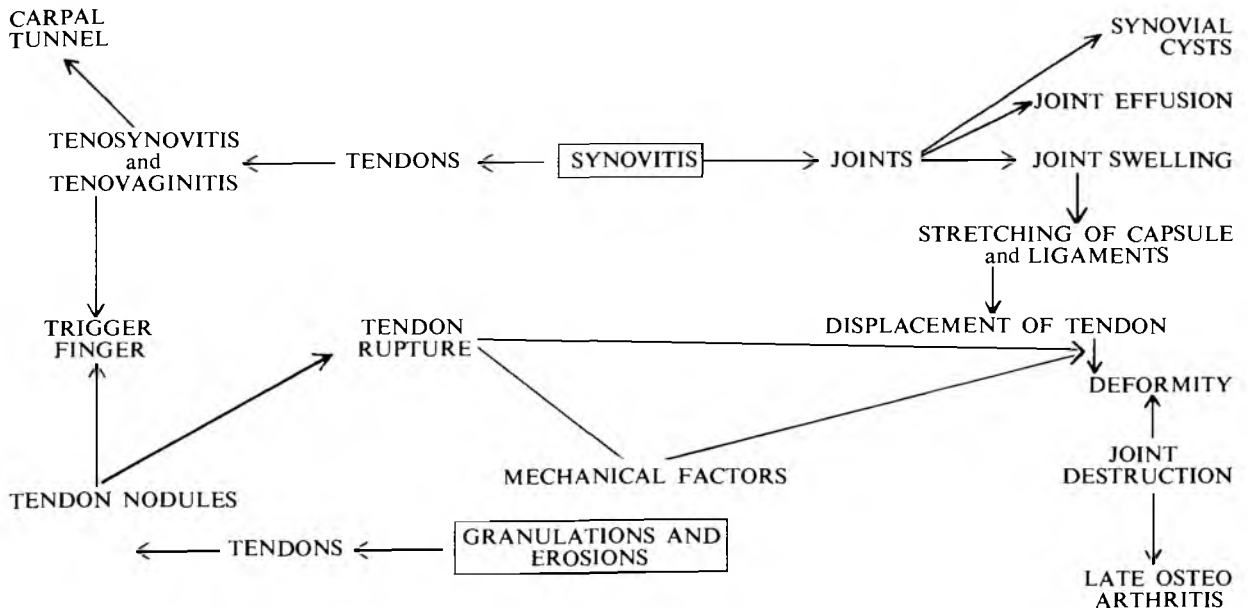 CARPAL
TUNNEL
SYNOVIAL
CYSTS
JOINT EFFUSION
TENOSYNOVITIS
and
TENOVAGINITIS
TENDONS
SYNOVITIS
JOINTS
JOINT SWELLING
STRETCHING OF CAPSULE
and LIGAMENTS
TRIGGER
FINGER
TENDON
RUPTURE
DISPLACEMENT OF TENDON
DEFORMITY
MECHANICAL FACTORS
JOINT
DESTRUCTION
TENDON NODULES
TENDONS
GRANULATIONS AND
EROSIONS
LATE OSTEO
ARTHRITIS